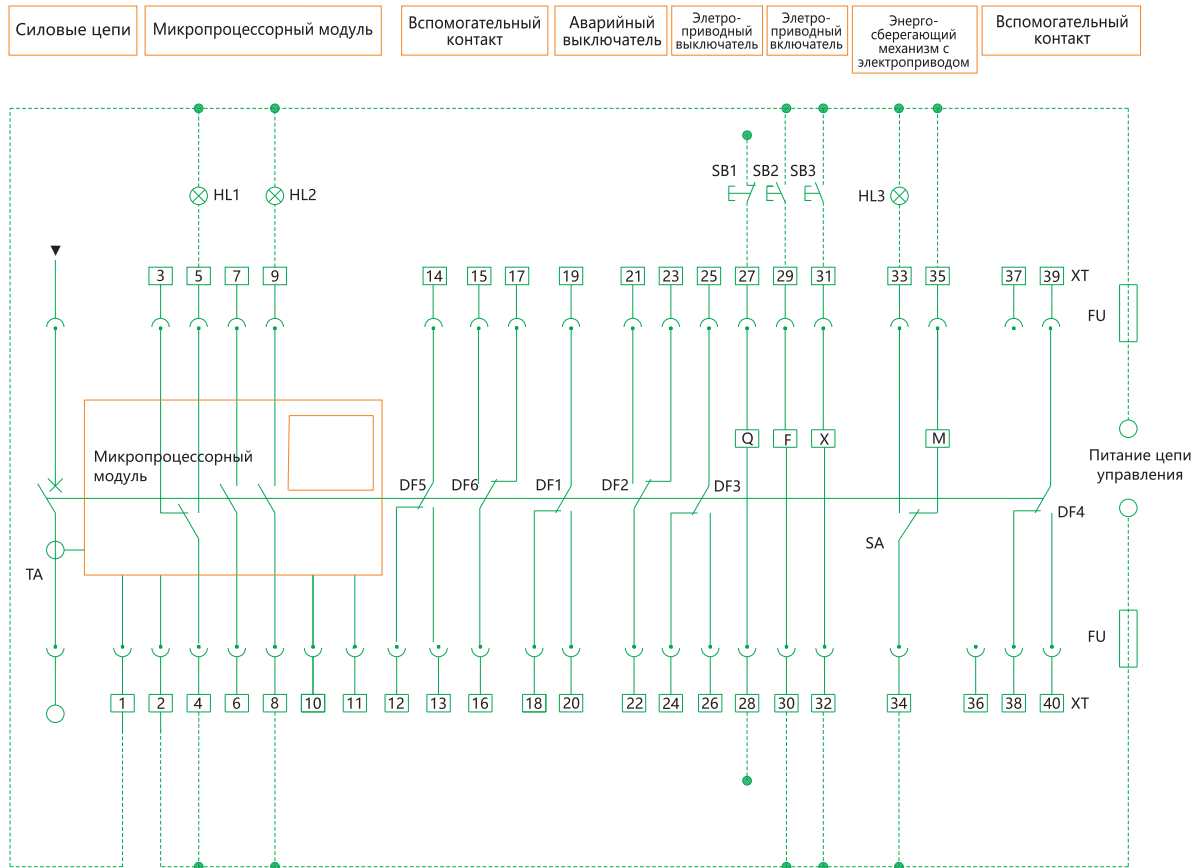 Силовые цепи
Микропроцессорный модуль
Вспомогательный
контакт
Аварийный
выключатель
Элетро-
приводный
выключатель
Элетро-
приводный
включатель
Энерго-
сберегающий
механизм с
электроприводом
Вспомогательный
контакт
SB1 SB2 SB3
HL1 HL2 HL3
3 5 7 9 14 15 17 19 21 23 25 27 29 31 33 35 37 39 XT
FU
Q F X M
Микропроцессорный
модуль
Питание цепи
управления
DF5 DF6 DF1 DF2 DF3
DF4
SA
TA
FU
1 2 4 6 8 10 11 12 13 16 18 20 22 24 26 28 30 32 34 36 38 40 XT